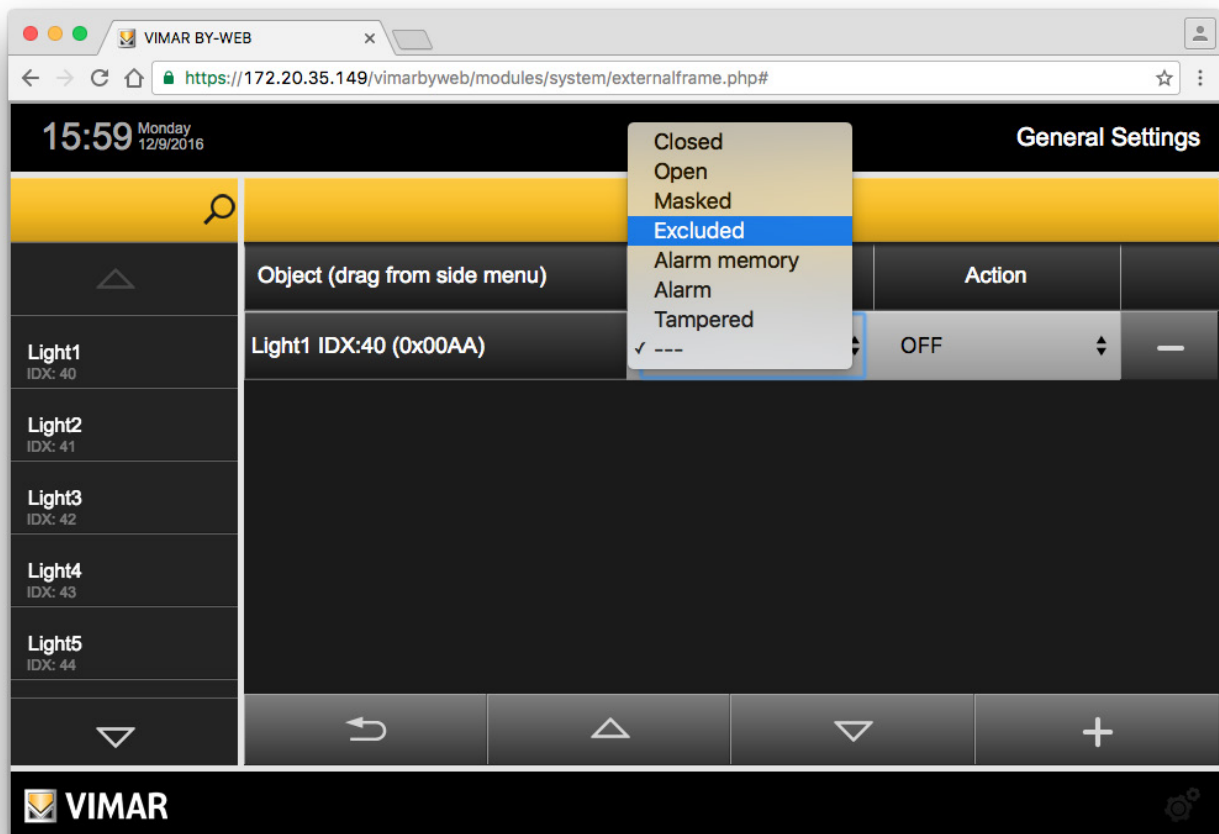 VIMAR BY-WEB
https://172.20.35.149/vimarbyweb/modules/system/externalframe.php#
15:59 Monday
12/9/2016
General Settings
Closed
Open
Masked
Excluded
Alarm memory
Alarm
Tampered
✓ ---
Object (drag from side menu)
Action
Light1 IDX:40 (0x00AA)
OFF
Light1
IDX: 40
Light2
IDX: 41
Light3
IDX: 42
Light4
IDX: 43
Light5
IDX: 44
VIMAR